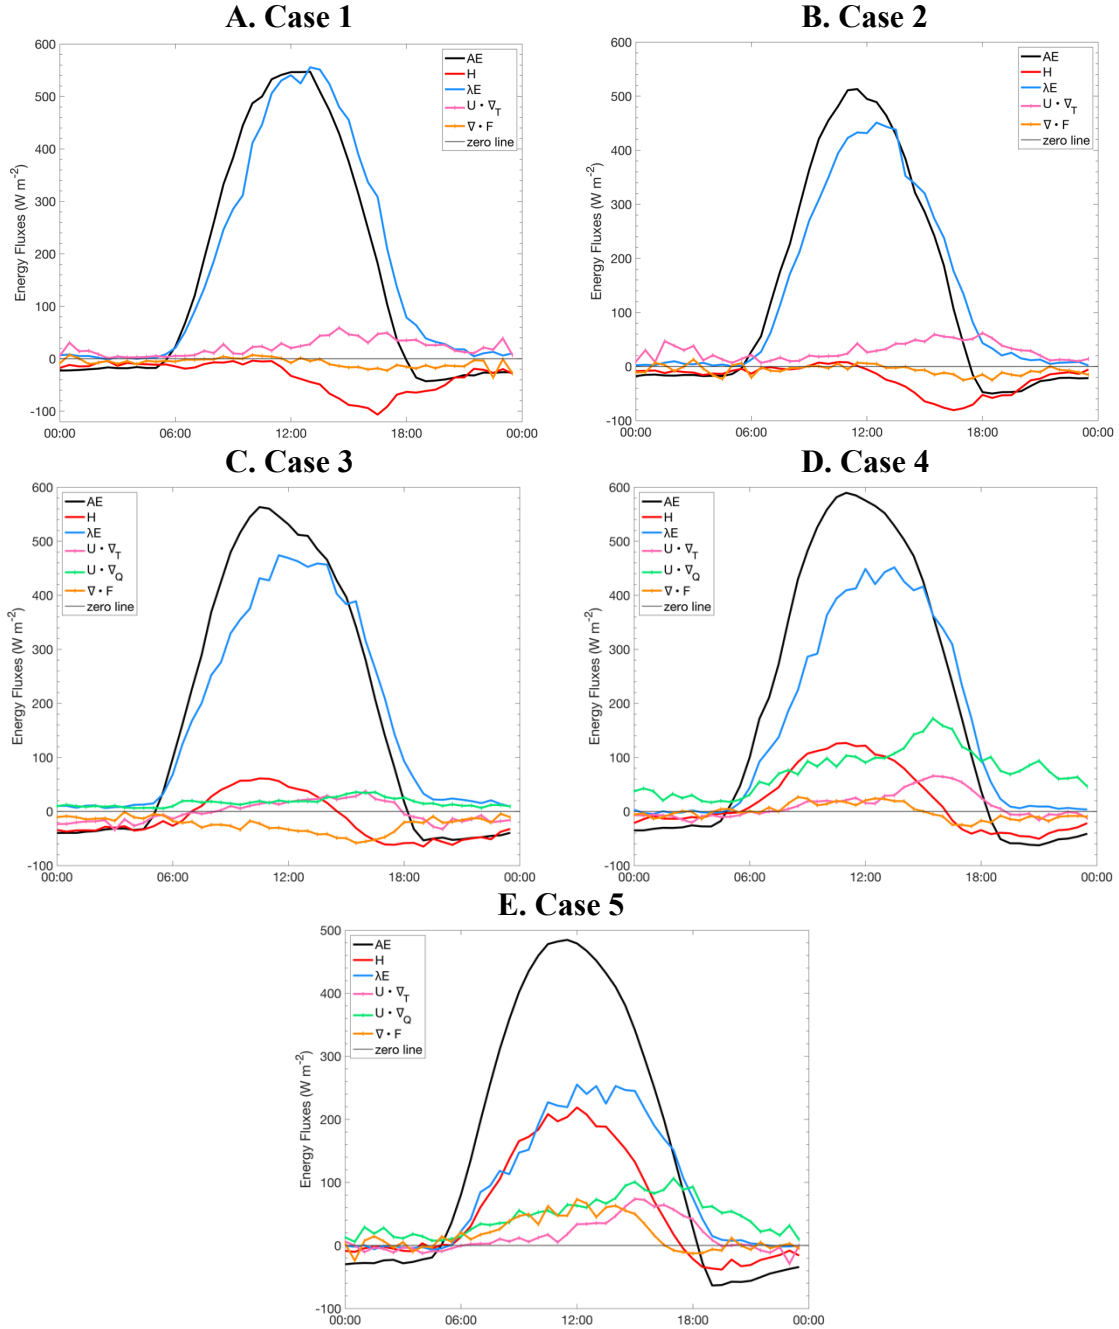 A. Case 1
600
500
400
300
200
100
0
-100
Energy Fluxes (W m-2)
00:00 06:00 12:00 18:00 00:00
AE
H
λE
U • ∇T
∇ • F
zero line
B. Case 2
600
500
400
300
200
100
0
-100
Energy Fluxes (W m-2)
00:00 06:00 12:00 18:00 00:00
AE
H
λE
U • ∇T
∇ • F
zero line
C. Case 3
600
500
400
300
200
100
0
-100
Energy Fluxes (W m-2)
00:00 06:00 12:00 18:00 00:00
AE
H
λE
U • ∇T
U • ∇Q
∇ • F
zero line
D. Case 4
600
500
400
300
200
100
0
-100
Energy Fluxes (W m-2)
00:00 06:00 12:00 18:00 00:00
AE
H
λE
U • ∇T
U • ∇Q
∇ • F
zero line
E. Case 5
500
400
300
200
100
0
-100
Energy Fluxes (W m-2)
00:00 06:00 12:00 18:00 00:00
AE
H
λE
U • ∇T
U • ∇Q
∇ • F
zero line